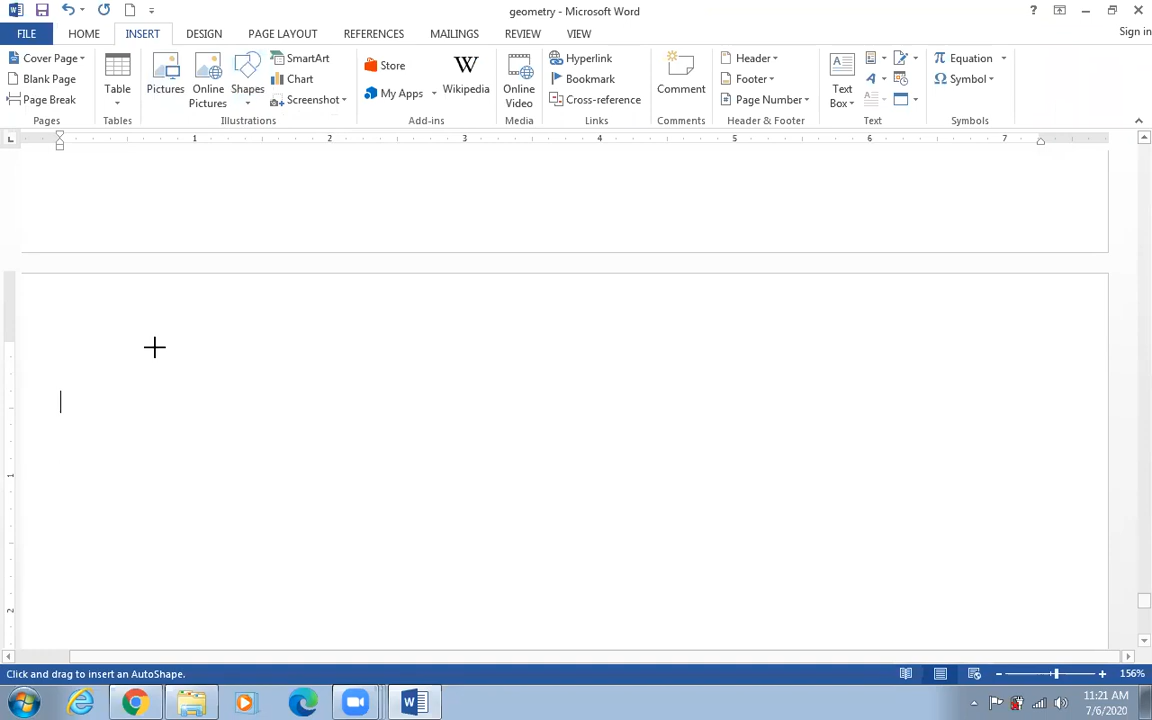 geometry - Microsoft Word
FILE HOME INSERT DESIGN PAGE LAYOUT REFERENCES MAILINGS REVIEW VIEW Sign in
Cover Page
Blank Page
Page Break
Pages
Table
Tables
Pictures
Online Pictures
Shapes
SmartArt
Chart
Screenshot
Illustrations
Store
My Apps
W
Wikipedia
Add-ins
Online Video
Media
Hyperlink
Bookmark
Cross-reference
Links
Comment
Comments
Header
Footer
Page Number
Header & Footer
A
Text Box
A
Text
π Equation
Ω Symbol
Symbols
1 2 3 4 5 6 7
1
2
Click and drag to insert an AutoShape.
156%
11:21 AM
7/6/2020